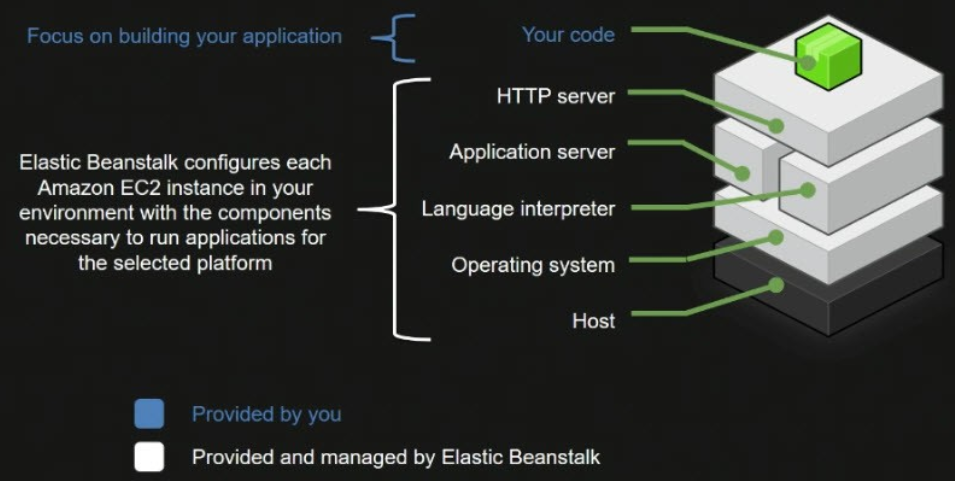 Focus on building your application
Your code
HTTP server
Application server
Language interpreter
Operating system
Host
Elastic Beanstalk configures each
Amazon EC2 instance in your
environment with the components
necessary to run applications for
the selected platform
Provided by you
Provided and managed by Elastic Beanstalk